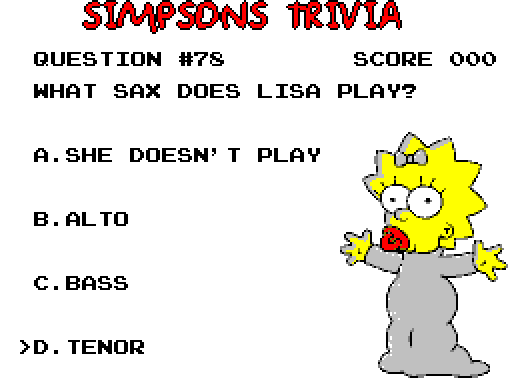 SIMPSONS TRIVIA
QUESTION #78 SCORE 000
WHAT SAX DOES LISA PLAY?
A.SHE DOESN'T PLAY
B.ALTO
C.BASS
>D.TENOR